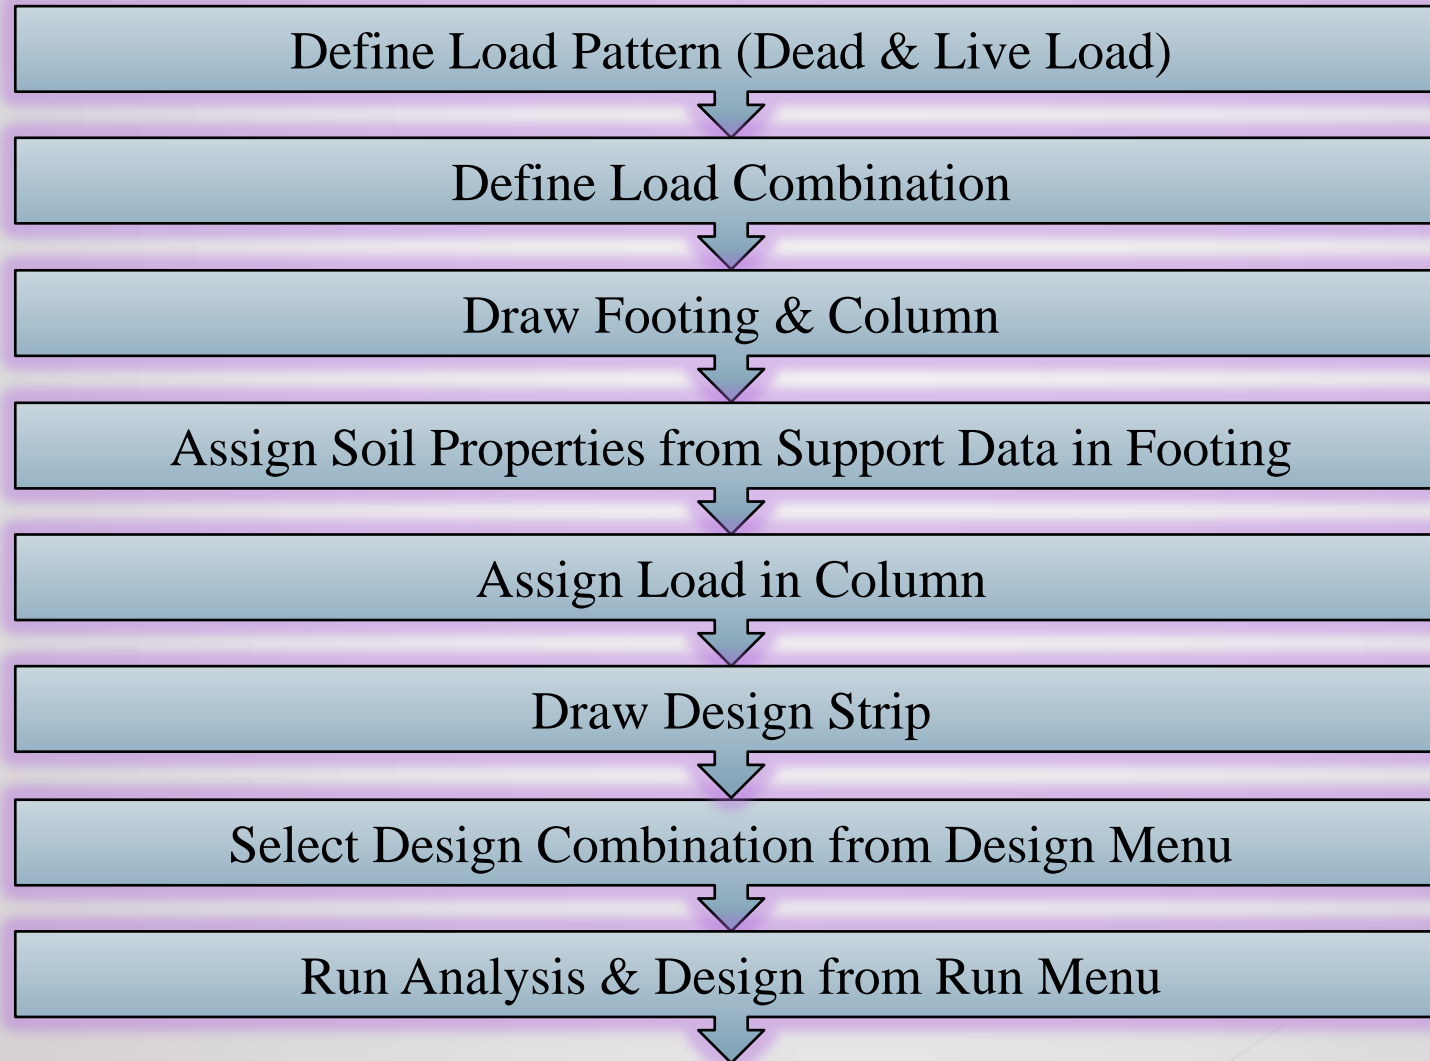 Define Load Pattern (Dead & Live Load)
Define Load Combination
Draw Footing & Column
Assign Soil Properties from Support Data in Footing
Assign Load in Column
Draw Design Strip
Select Design Combination from Design Menu
Run Analysis & Design from Run Menu